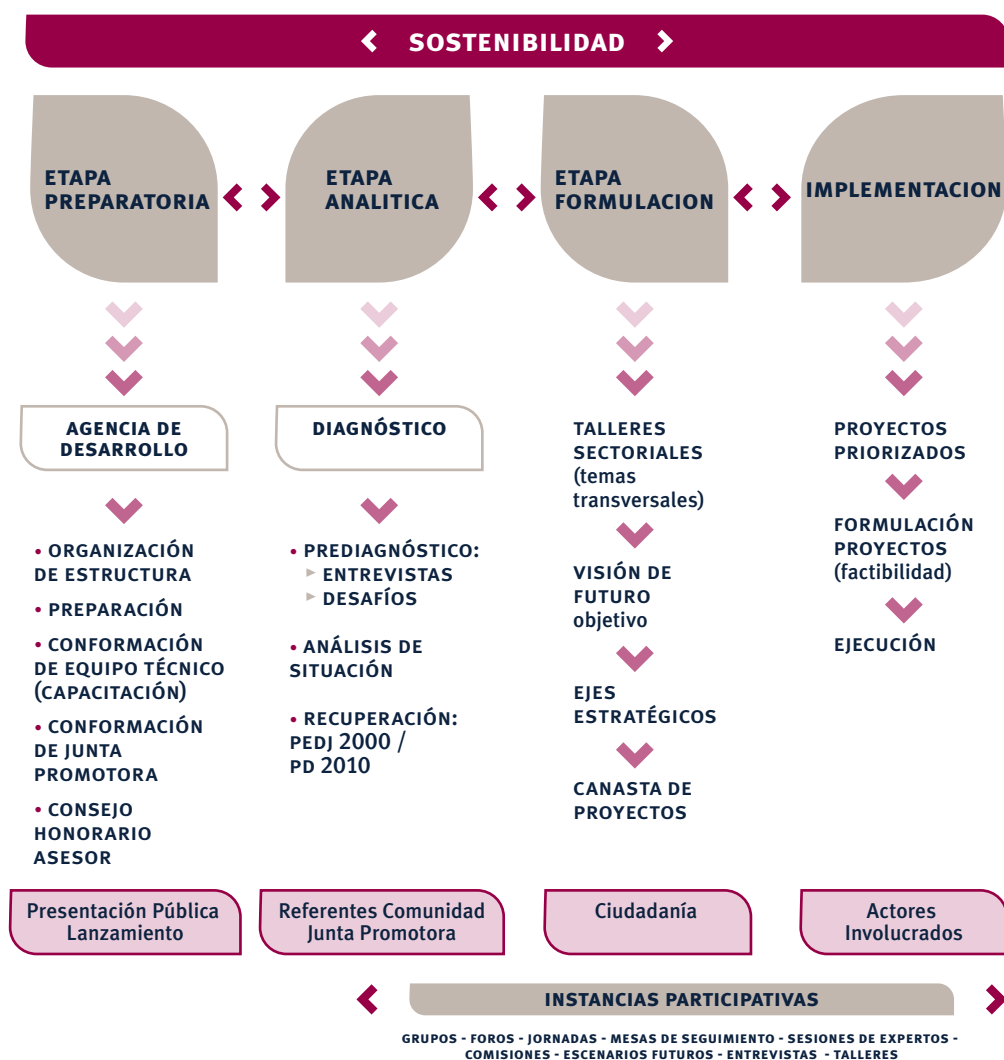 SOSTENIBILIDAD
ETAPA
PREPARATORIA
ETAPA
ANALITICA
ETAPA
FORMULACION
IMPLEMENTACION
AGENCIA DE
DESARROLLO
• ORGANIZACIÓN
DE ESTRUCTURA
• PREPARACIÓN
• CONFORMACIÓN
DE EQUIPO TÉCNICO
(CAPACITACIÓN)
• CONFORMACIÓN
DE JUNTA
PROMOTORA
• CONSEJO
HONORARIO
ASESOR
DIAGNÓSTICO
• PREDIAGNÓSTICO:
► ENTREVISTAS
► DESAFÍOS
• ANÁLISIS DE
SITUACIÓN
• RECUPERACIÓN:
PEDJ 2000 /
PD 2010
TALLERES
SECTORIALES
(temas
transversales)
VISIÓN DE
FUTURO
objetivo
EJES
ESTRATÉGICOS
CANASTA DE
PROYECTOS
PROYECTOS
PRIORIZADOS
FORMULACIÓN
PROYECTOS
(factibilidad)
EJECUCIÓN
Presentación Pública
Lanzamiento
Referentes Comunidad
Junta Promotora
Ciudadanía
Actores
Involucrados
INSTANCIAS PARTICIPATIVAS
GRUPOS - FOROS - JORNADAS - MESAS DE SEGUIMIENTO - SESIONES DE EXPERTOS -
COMISIONES - ESCENARIOS FUTUROS - ENTREVISTAS - TALLERES